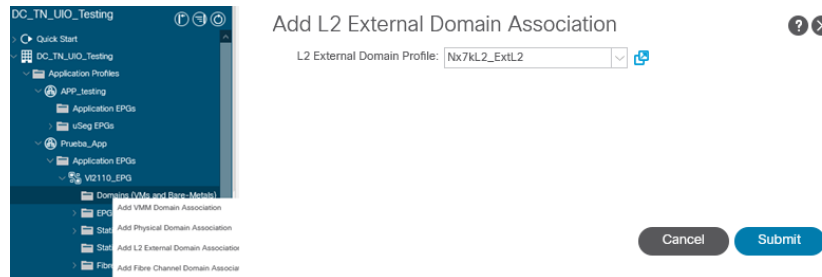 DC_TN_UIO_Testing
Quick Start
DC_TN_UIO_Testing
Application Profiles
APP_testing
Application EPGs
uSeg EPGs
Prueba_App
Application EPGs
Vl2110_EPG
Domains (VMs and Bare-Metals)
EPG
Stat
Stat
Fibre
Add VMM Domain Association
Add Physical Domain Association
Add L2 External Domain Association
Add Fibre Channel Domain Associa
Add L2 External Domain Association
L2 External Domain Profile: Nx7kL2_ExtL2
Cancel
Submit